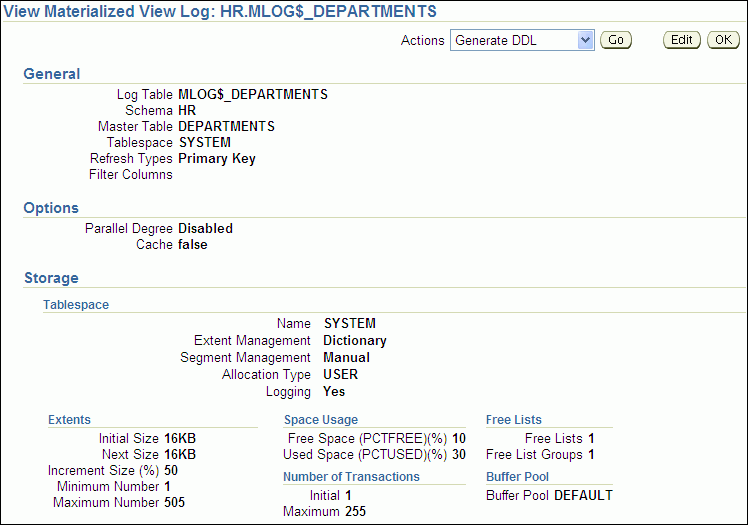 View Materialized View Log: HR.MLOG$_DEPARTMENTS
Actions Generate DDL Go Edit OK
General
Log Table MLOG$_DEPARTMENTS
Schema HR
Master Table DEPARTMENTS
Tablespace SYSTEM
Refresh Types Primary Key
Filter Columns
Options
Parallel Degree Disabled
Cache false
Storage
Tablespace
Name SYSTEM
Extent Management Dictionary
Segment Management Manual
Allocation Type USER
Logging Yes
Extents
Initial Size 16KB
Next Size 16KB
Increment Size (%) 50
Minimum Number 1
Maximum Number 505
Space Usage
Free Space (PCTFREE)(%) 10
Used Space (PCTUSED)(%) 30
Number of Transactions
Initial 1
Maximum 255
Free Lists
Free Lists 1
Free List Groups 1
Buffer Pool
Buffer Pool DEFAULT